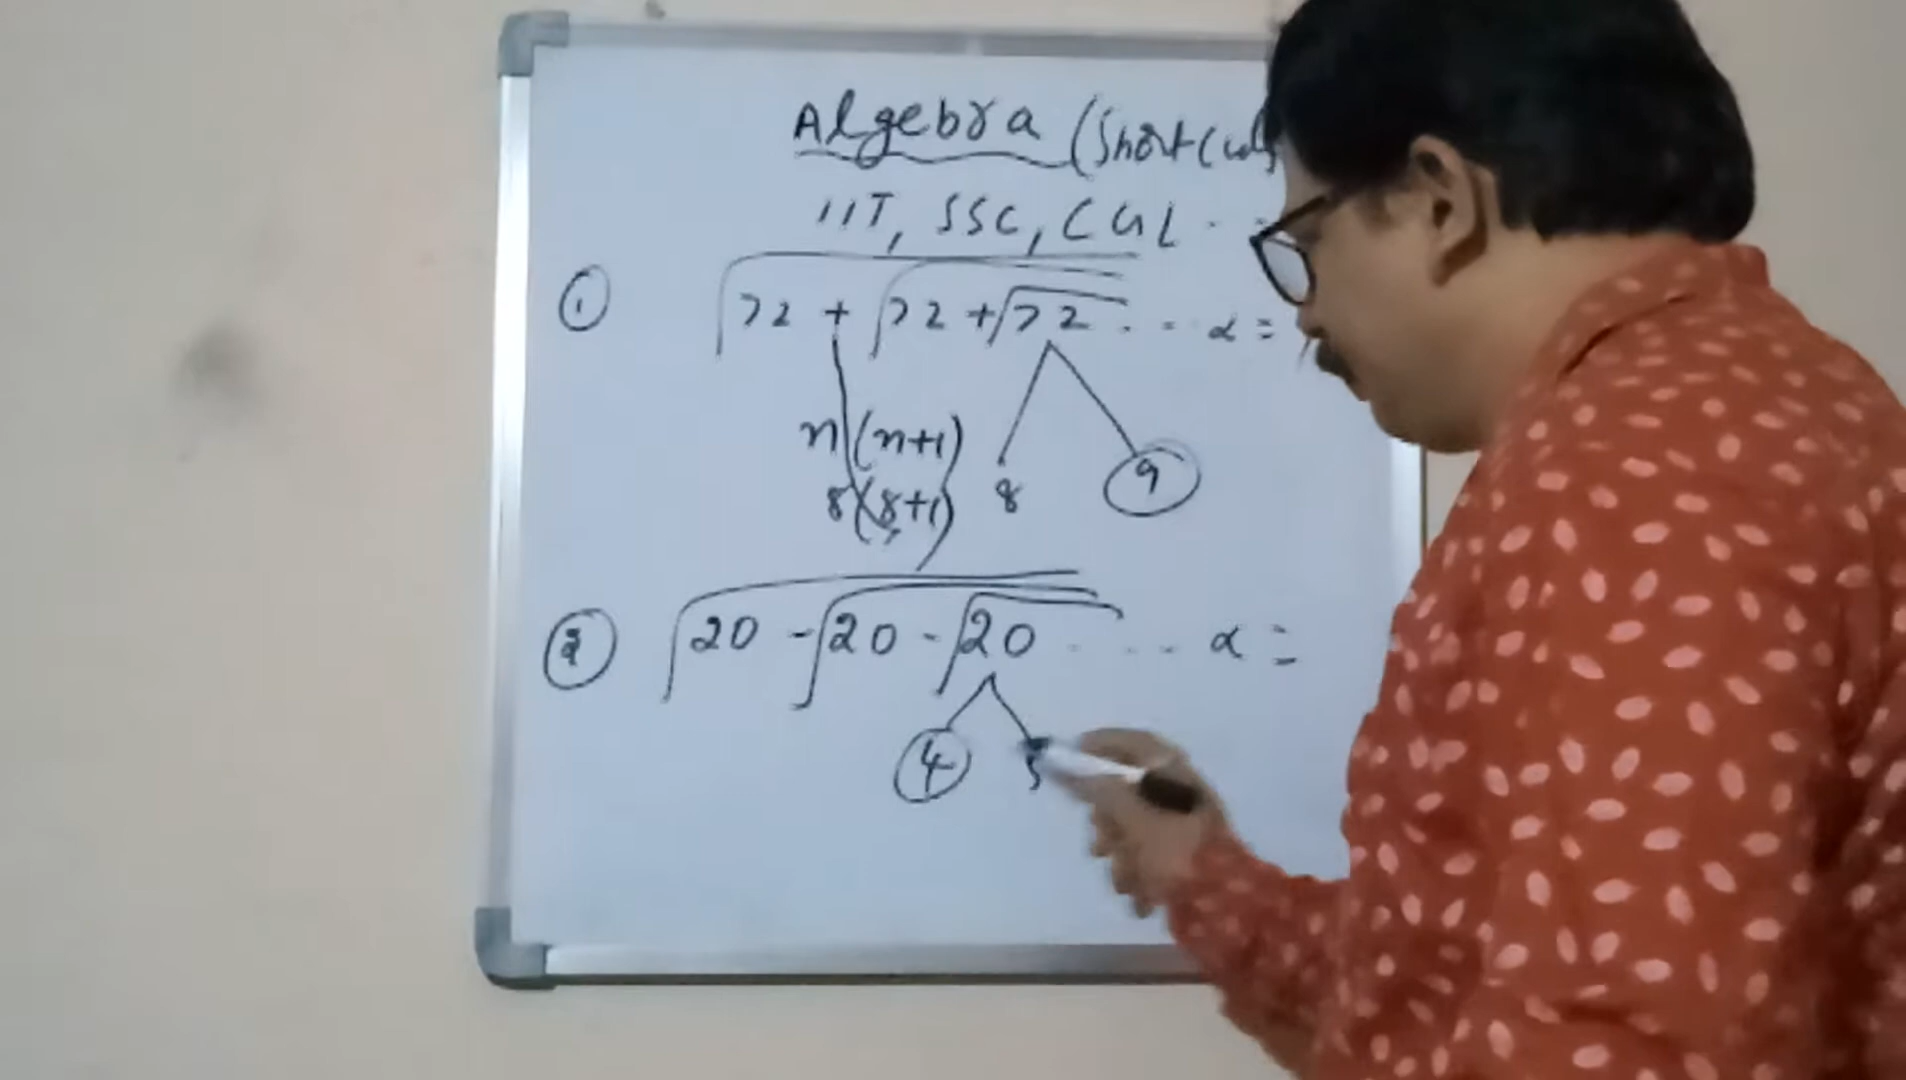 Algebra (Shortcuts
IIT, SSC, CGL . .
① √72 + √72 + √72 . . . α =
n (n+1)
8 (8+1) 8 9
② √20 - √20 - √20 . . . . α =
4 5